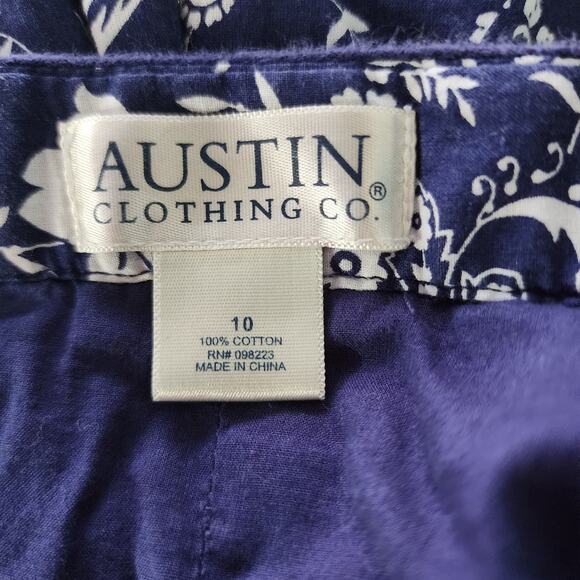 AUSTIN
CLOTHING CO.®
10
100% COTTON
RN# 098223
MADE IN CHINA